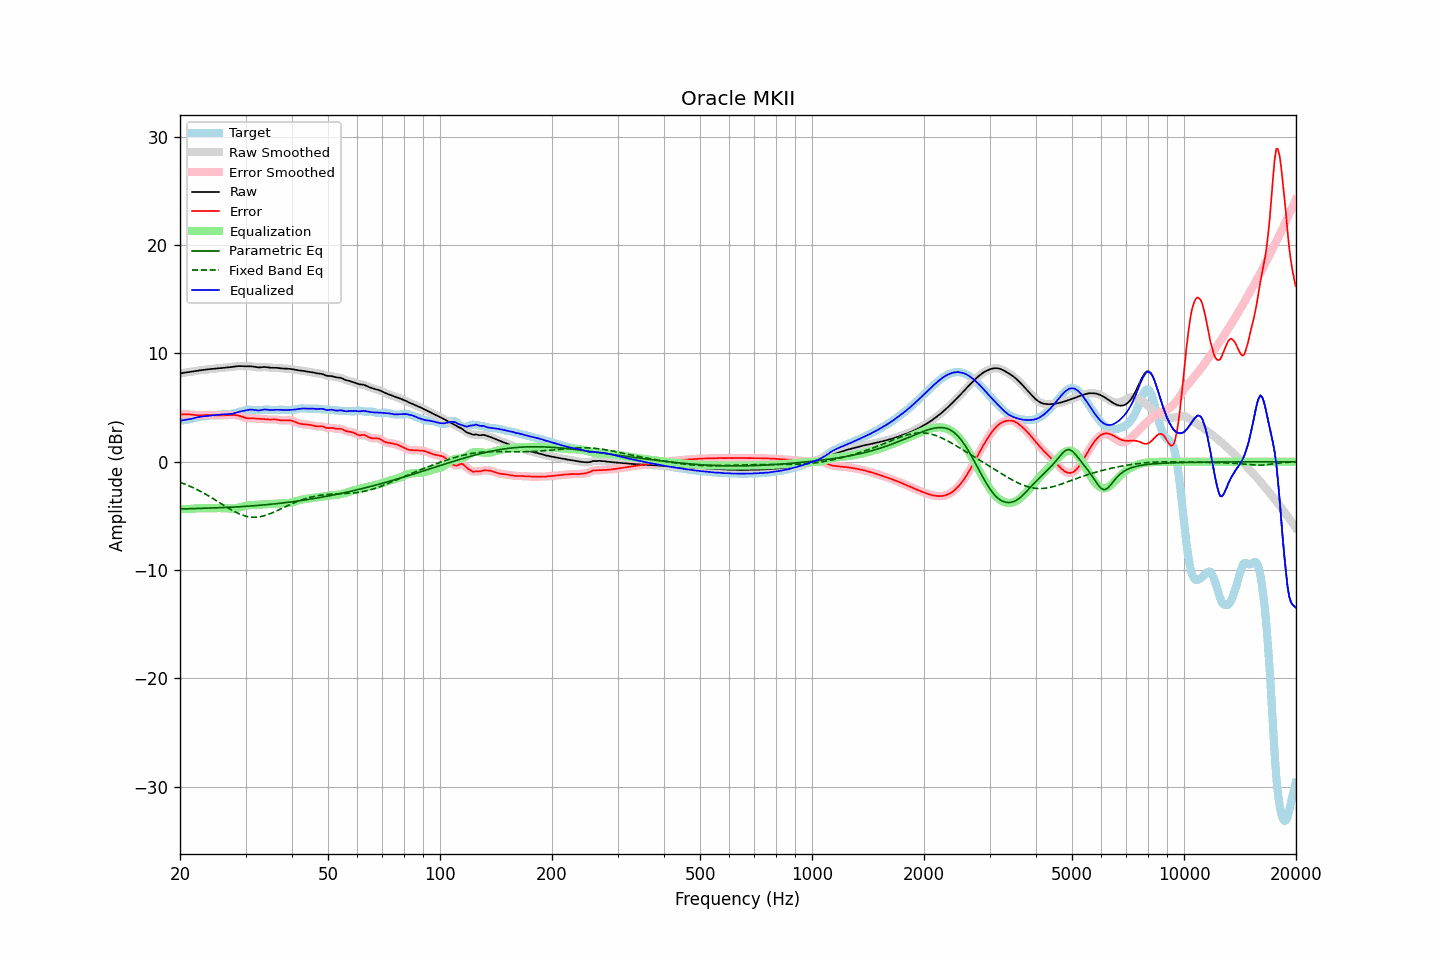 Oracle MKII
Target
Raw Smoothed
Error Smoothed
Raw
Error
Equalization
Parametric Eq
Fixed Band Eq
Equalized
30
20
10
0
−10
−20
−30
Amplitude (dBr)
20 50 100 200 500 1000 2000 5000 10000 20000
Frequency (Hz)